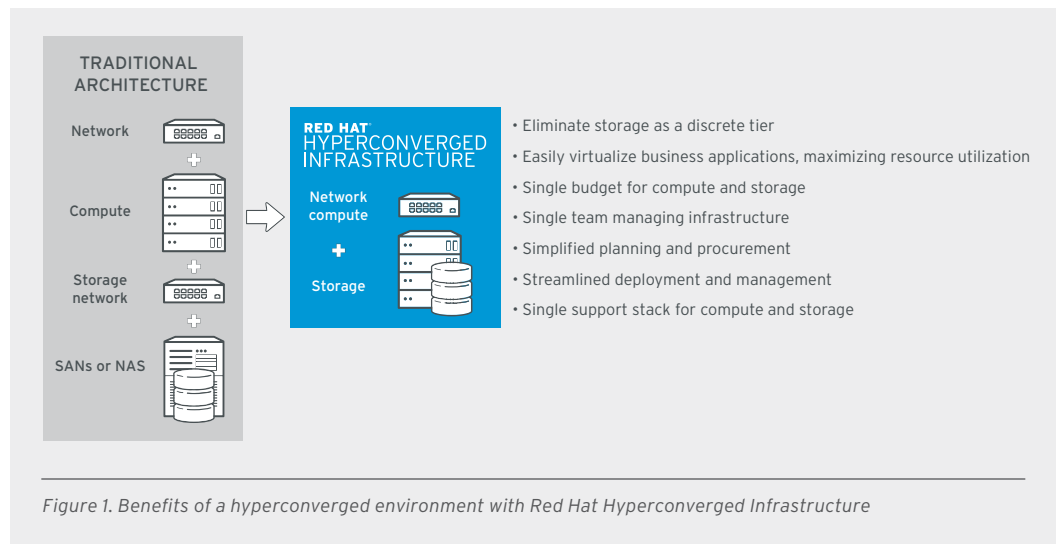 TRADITIONAL
ARCHITECTURE
Network
Compute
Storage
network
SANs or NAS
RED HAT®
HYPERCONVERGED
INFRASTRUCTURE
Network
compute
Storage
• Eliminate storage as a discrete tier
• Easily virtualize business applications, maximizing resource utilization
• Single budget for compute and storage
• Single team managing infrastructure
• Simplified planning and procurement
• Streamlined deployment and management
• Single support stack for compute and storage
Figure 1. Benefits of a hyperconverged environment with Red Hat Hyperconverged Infrastructure